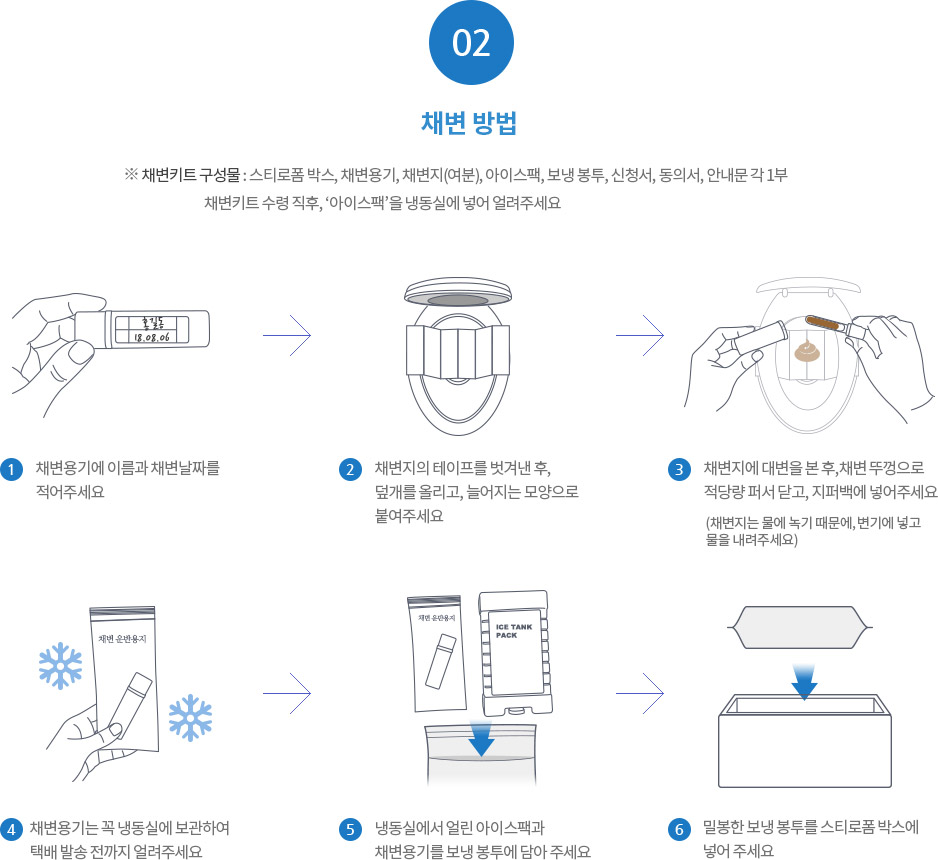 02
채변 방법
※ 채변키트 구성물 : 스티로폼 박스, 채변용기, 채변지(여분), 아이스팩, 보냉 봉투, 신청서, 동의서, 안내문 각 1부
채변키트 수령 직후, ‘아이스팩’을 냉동실에 넣어 얼려주세요
홍길동
18.08.06
1 채변용기에 이름과 채변날짜를
적어주세요
2 채변지의 테이프를 벗겨낸 후,
덮개를 올리고, 늘어지는 모양으로
붙여주세요
3 채변지에 대변을 본 후,채변 뚜껑으로
적당량 퍼서 닫고, 지퍼백에 넣어주세요
(채변지는 물에 녹기 때문에, 변기에 넣고
물을 내려주세요)
채변 운반용지
채변 운반용지
ICE TANK
PACK
4 채변용기는 꼭 냉동실에 보관하여
택배 발송 전까지 얼려주세요
5 냉동실에서 얼린 아이스팩과
채변용기를 보냉 봉투에 담아 주세요
6 밀봉한 보냉 봉투를 스티로폼 박스에
넣어 주세요